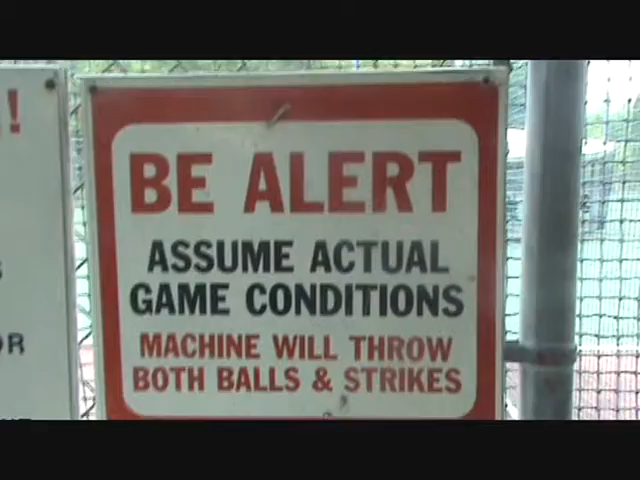 BE ALERT
ASSUME ACTUAL
GAME CONDITIONS
MACHINE WILL THROW
BOTH BALLS & STRIKES